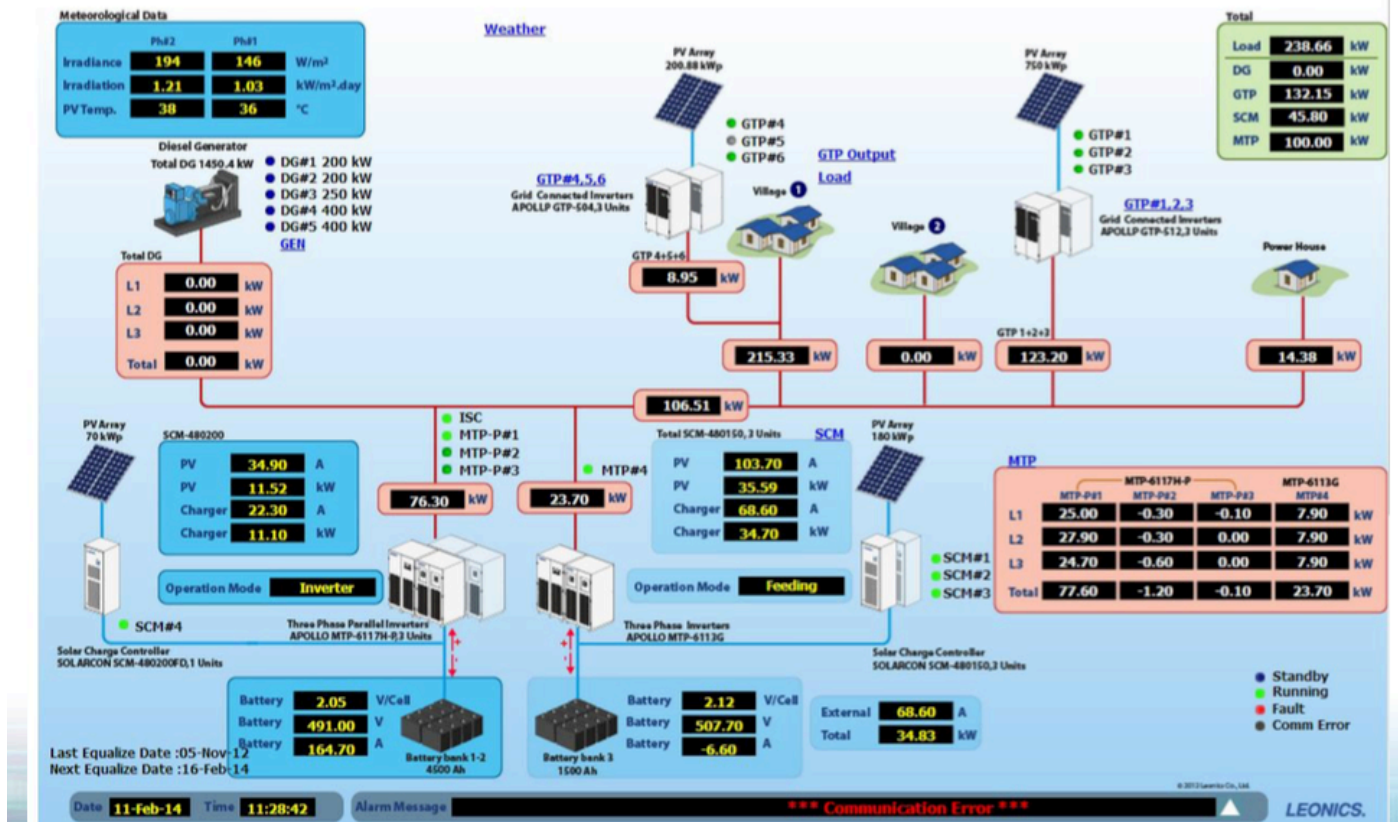 Meteorological Data
Ph#2 Ph#1
Irradiance 194 146 W/m²
Irradiation 1.21 1.03 kW/m².day
PV Temp. 38 36 °C
Weather
Total
Load 238.66 kW
DG 0.00 kW
GTP 132.15 kW
SCM 45.80 kW
MTP 100.00 kW
Diesel Generator
Total DG 1450.4 kW
DG#1 200 kW
DG#2 200 kW
DG#3 250 kW
DG#4 400 kW
DG#5 400 kW
GEN
PV Array
200.88 kWp
GTP#4
GTP#5
GTP#6
GTP#4,5,6
Grid Connected Inverters
APOLLP GTP-504,3 Units
GTP Output
Load
Village 1
Village 2
PV Array
750 kWp
GTP#1
GTP#2
GTP#3
GTP#1,2,3
Grid Connected Inverters
APOLLP GTP-512,3 Units
Power House
Total DG
L1 0.00 kW
L2 0.00 kW
L3 0.00 kW
Total 0.00 kW
GTP 4+5+6
8.95 kW
215.33 kW
0.00 kW
GTP 1+2+3
123.20 kW
14.38 kW
106.51 kW
PV Array
70 kWp
SCM-480200
PV 34.90 A
PV 11.52 kW
Charger 22.30 A
Charger 11.10 kW
ISC
MTP-P#1
MTP-P#2
MTP-P#3
76.30 kW
MTP#4
23.70 kW
Total SCM-480150, 3 Units SCM
PV 103.70 A
PV 35.59 kW
Charger 68.60 A
Charger 34.70 kW
PV Array
180 kWp
MTP
MTP-6117H-P MTP-6113G
MTP-P#1 MTP-P#2 MTP-P#3 MTP#4
L1 25.00 -0.30 -0.10 7.90 kW
L2 27.90 -0.30 0.00 7.90 kW
L3 24.70 -0.60 0.00 7.90 kW
Total 77.60 -1.20 -0.10 23.70 kW
Operation Mode Inverter
Operation Mode Feeding
SCM#1
SCM#2
SCM#3
SCM#4
Solar Charge Controller
SOLARCON SCM-480200FD,1 Units
Three Phase Parallel Inverters
APOLLO MTP-6117H-P,3 Units
Three Phase Inverters
APOLLO MTP-6113G
Solar Charge Controller
SOLARCON SCM-480150,3 Units
Battery 2.05 V/Cell
Battery 491.00 V
Battery 164.70 A
Battery bank 1-2
4500 Ah
Battery 2.12 V/Cell
Battery 507.70 V
Battery -6.60 A
Battery bank 3
1500 Ah
External 68.60 A
Total 34.83 kW
Standby
Running
Fault
Comm Error
Last Equalize Date :05-Nov-12
Next Equalize Date :16-Feb-14
© 2012 Leonics Co., Ltd.
Date 11-Feb-14 Time 11:28:42 Alarm Message *** Communication Error ***
LEONICS.